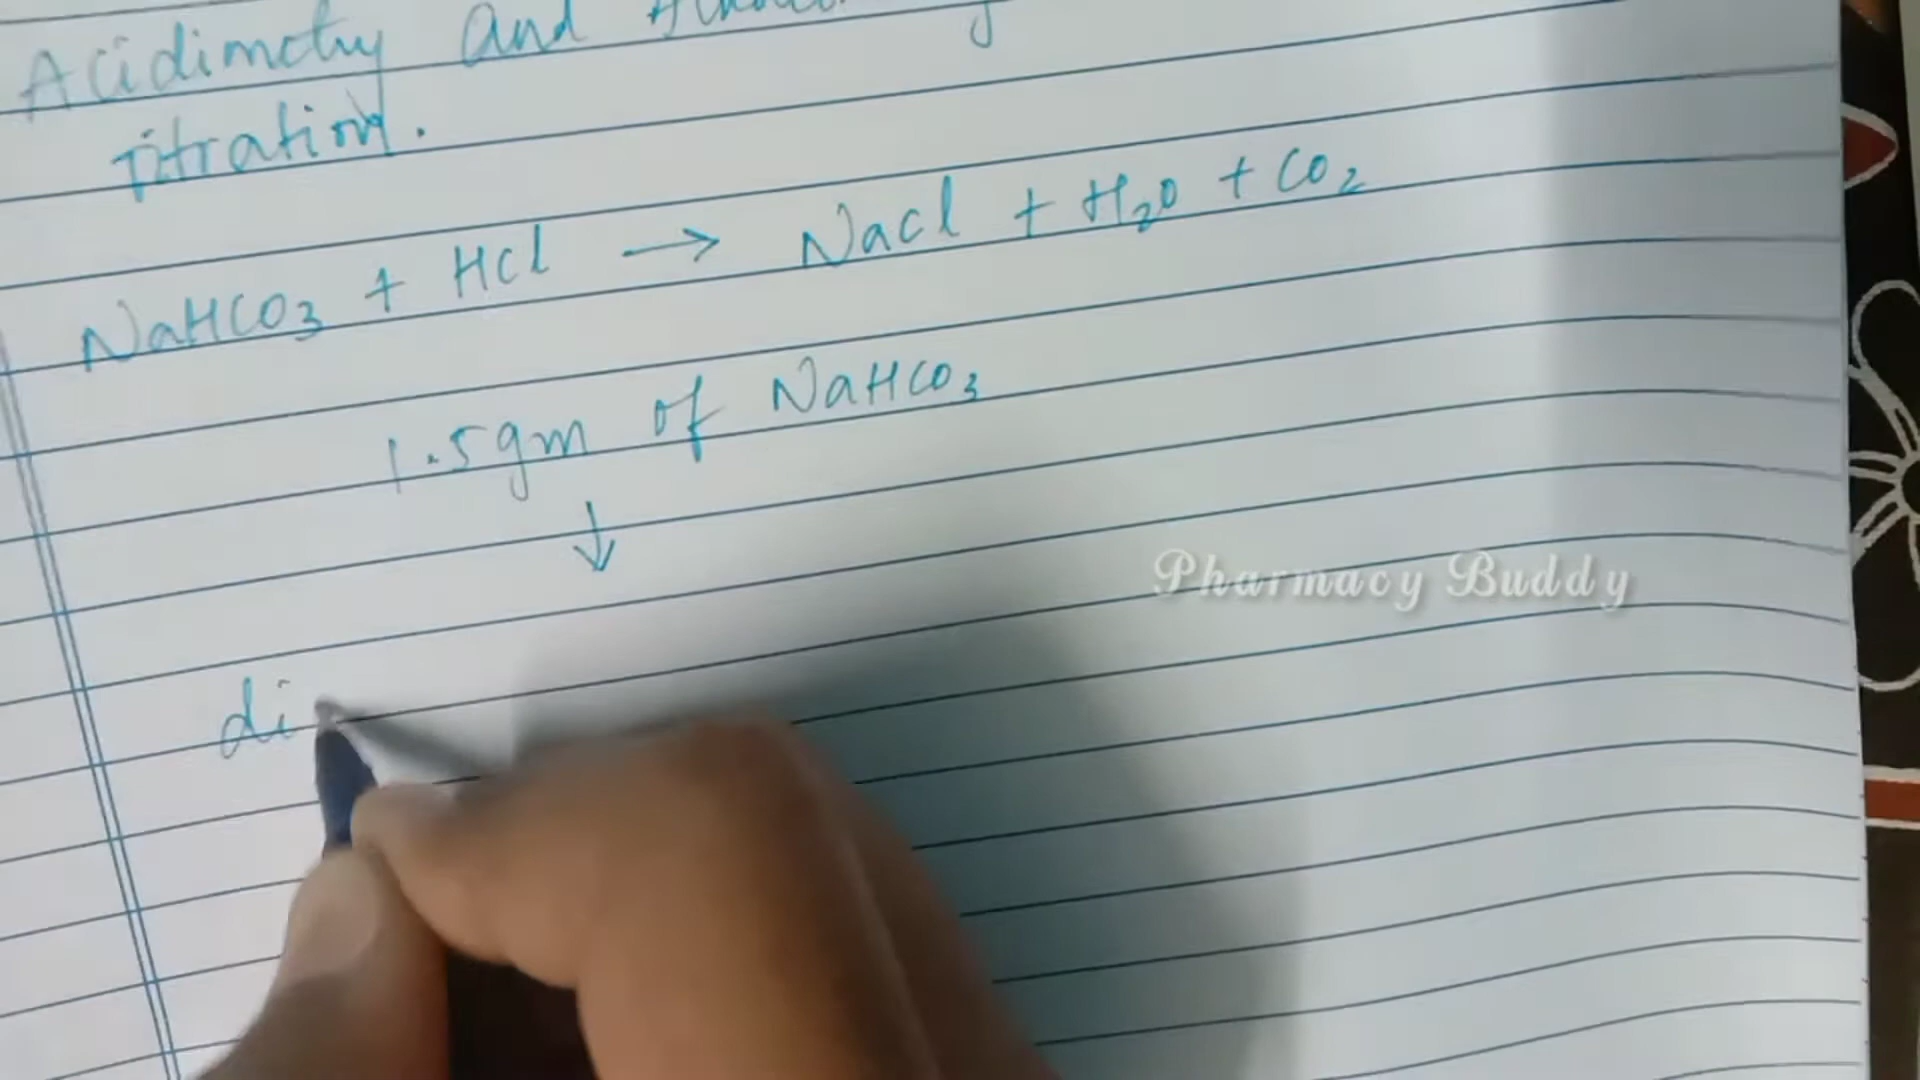 Acidimetry and
Titration.
NaHCO3 + HCl → NaCl + H2O + CO2
1.5gm of NaHCO3
↓
di
Pharmacy Buddy